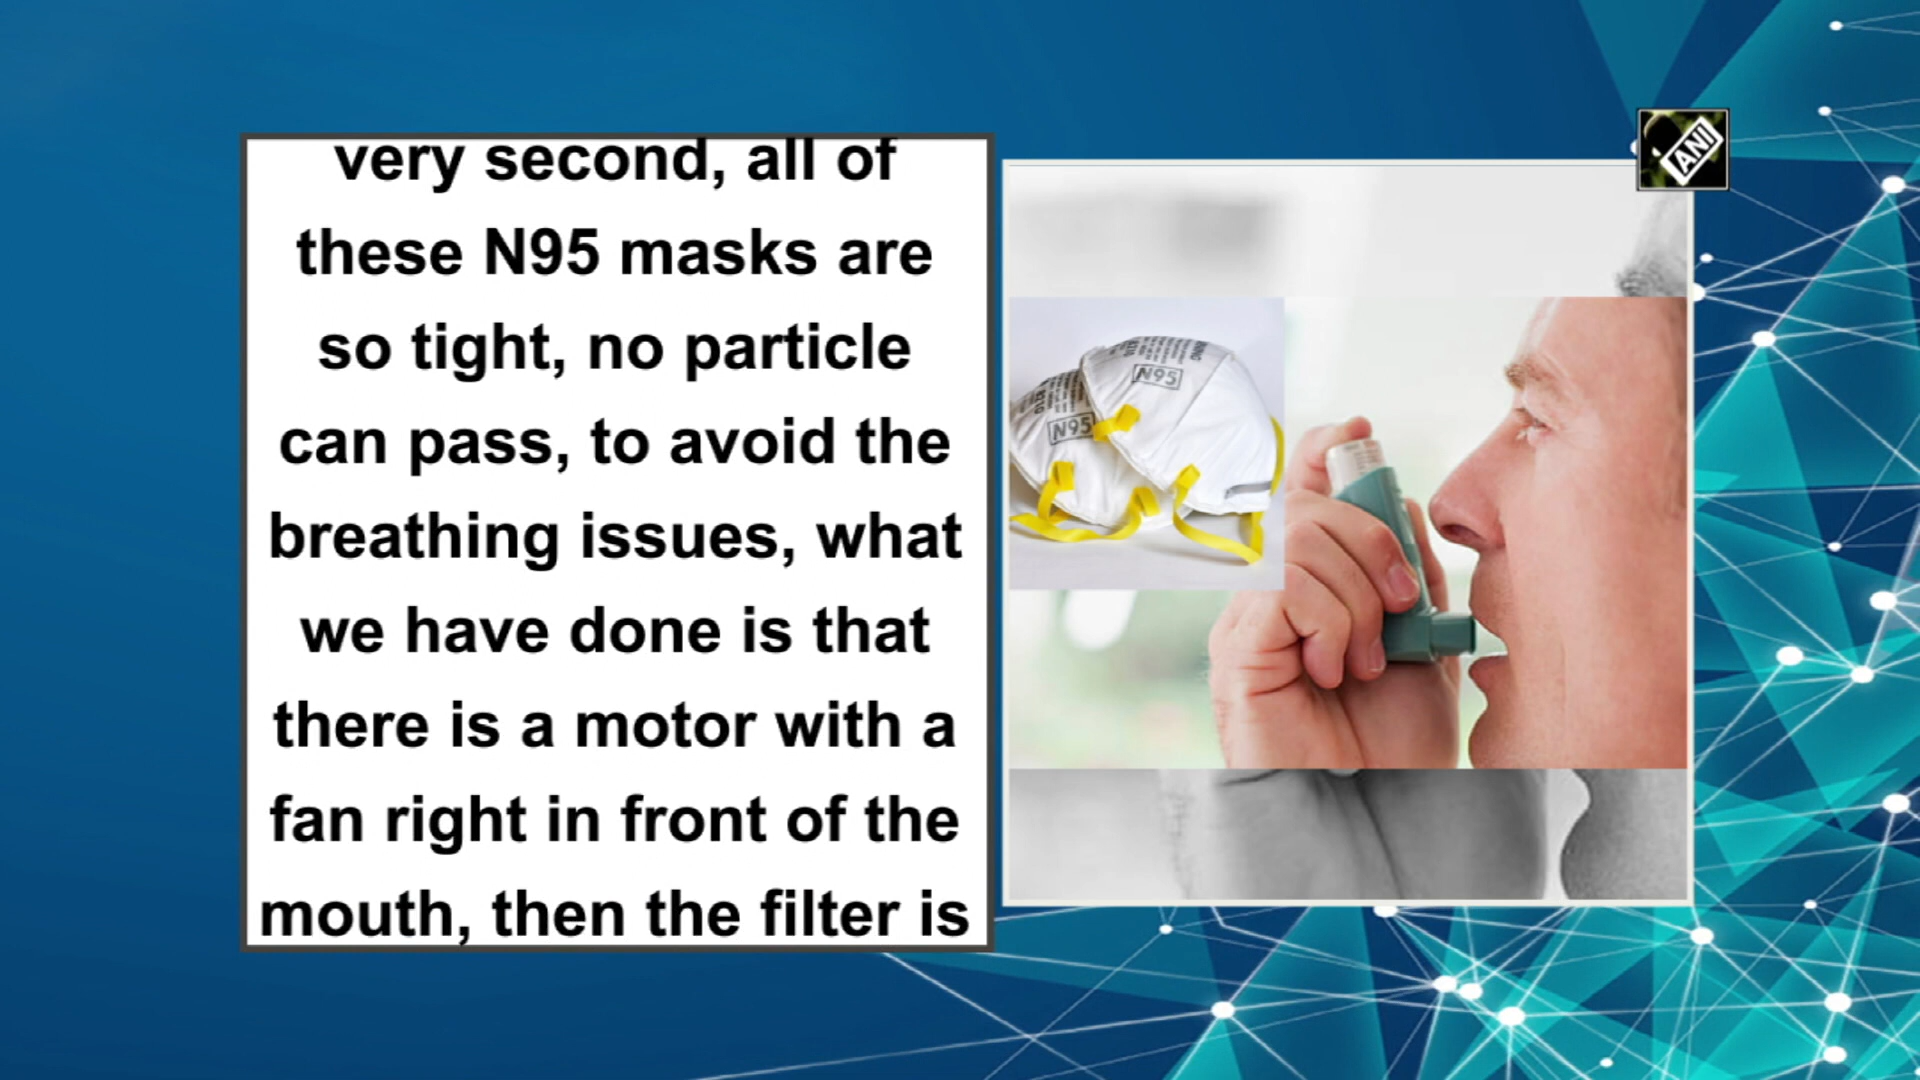 very second, all of
these N95 masks are
so tight, no particle
can pass, to avoid the
breathing issues, what
we have done is that
there is a motor with a
fan right in front of the
mouth, then the filter is
ANI
N95
N95